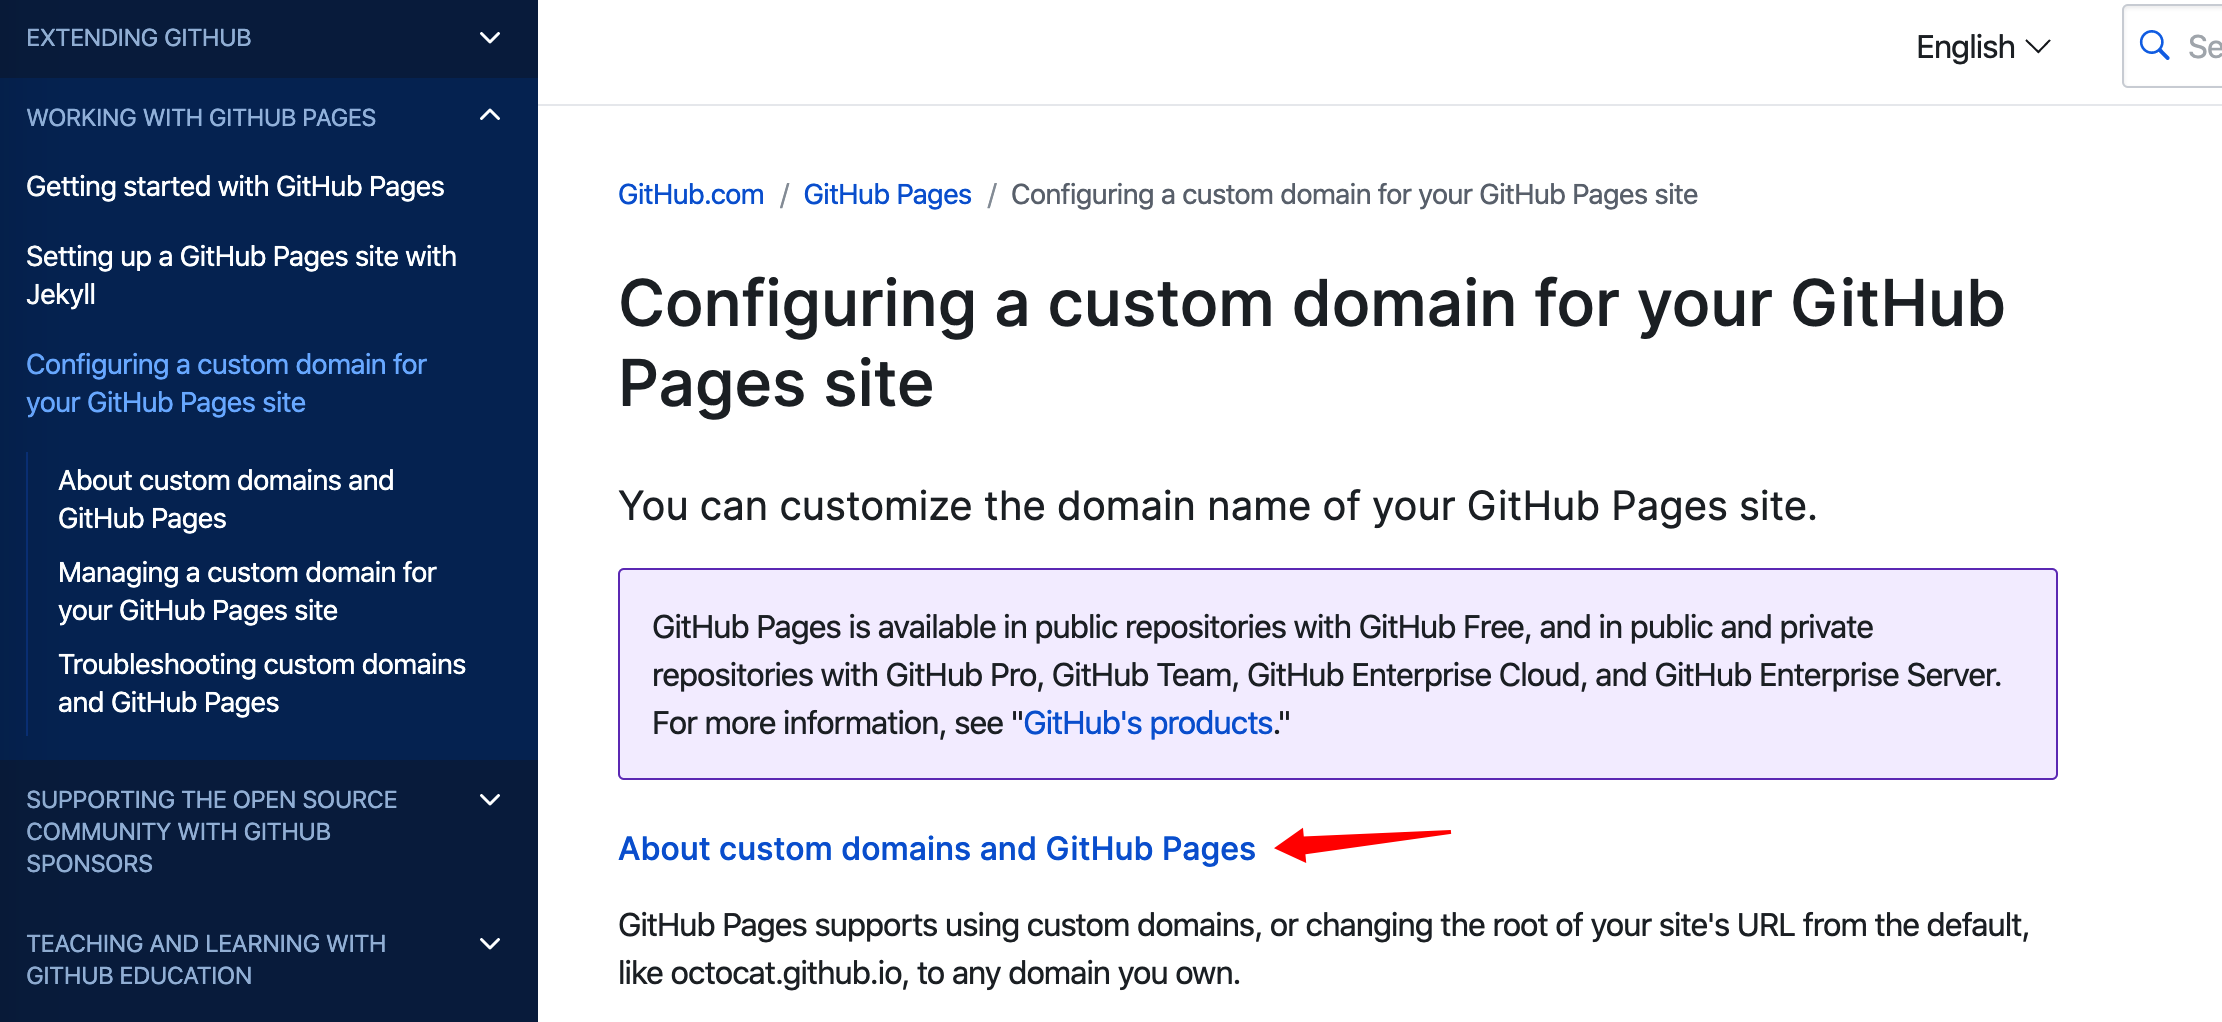 EXTENDING GITHUB
WORKING WITH GITHUB PAGES
Getting started with GitHub Pages
Setting up a GitHub Pages site with
Jekyll
Configuring a custom domain for
your GitHub Pages site
About custom domains and
GitHub Pages
Managing a custom domain for
your GitHub Pages site
Troubleshooting custom domains
and GitHub Pages
SUPPORTING THE OPEN SOURCE
COMMUNITY WITH GITHUB
SPONSORS
TEACHING AND LEARNING WITH
GITHUB EDUCATION
English
Se
GitHub.com / GitHub Pages / Configuring a custom domain for your GitHub Pages site
Configuring a custom domain for your GitHub
Pages site
You can customize the domain name of your GitHub Pages site.
GitHub Pages is available in public repositories with GitHub Free, and in public and private
repositories with GitHub Pro, GitHub Team, GitHub Enterprise Cloud, and GitHub Enterprise Server.
For more information, see "GitHub's products."
About custom domains and GitHub Pages
GitHub Pages supports using custom domains, or changing the root of your site's URL from the default,
like octocat.github.io, to any domain you own.